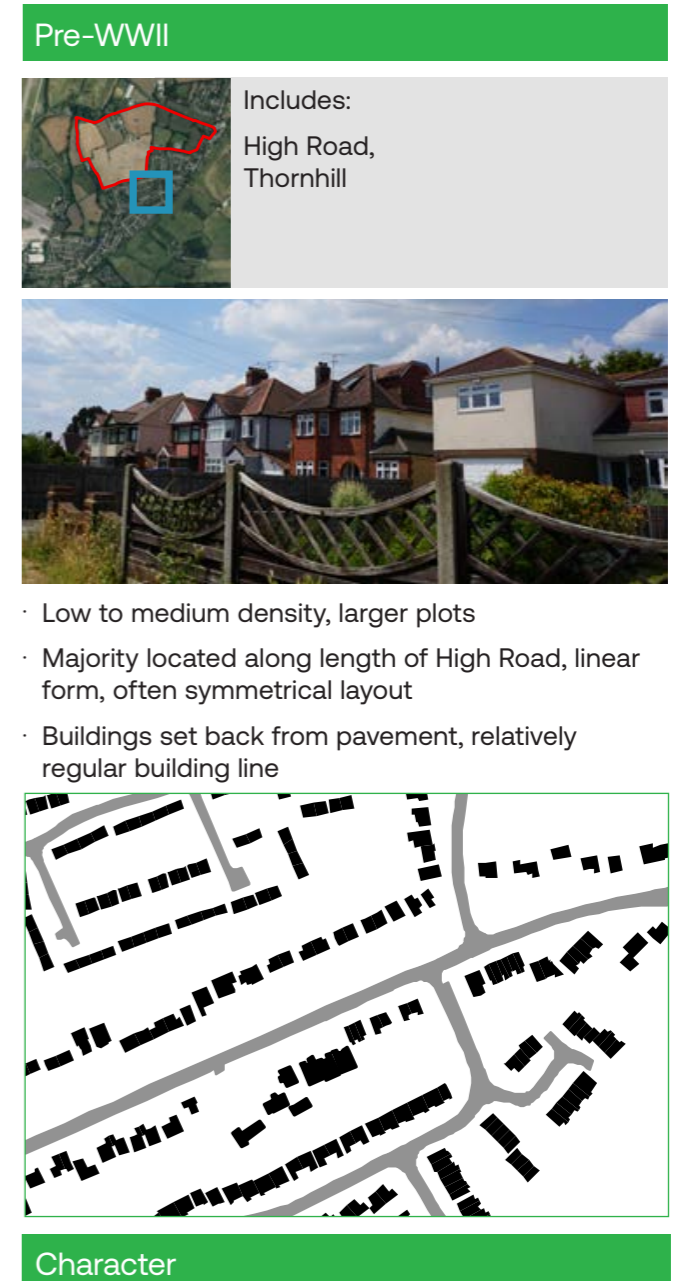 Pre-WWII
Includes:
High Road,
Thornhill
· Low to medium density, larger plots
· Majority located along length of High Road, linear
form, often symmetrical layout
· Buildings set back from pavement, relatively
regular building line
Character